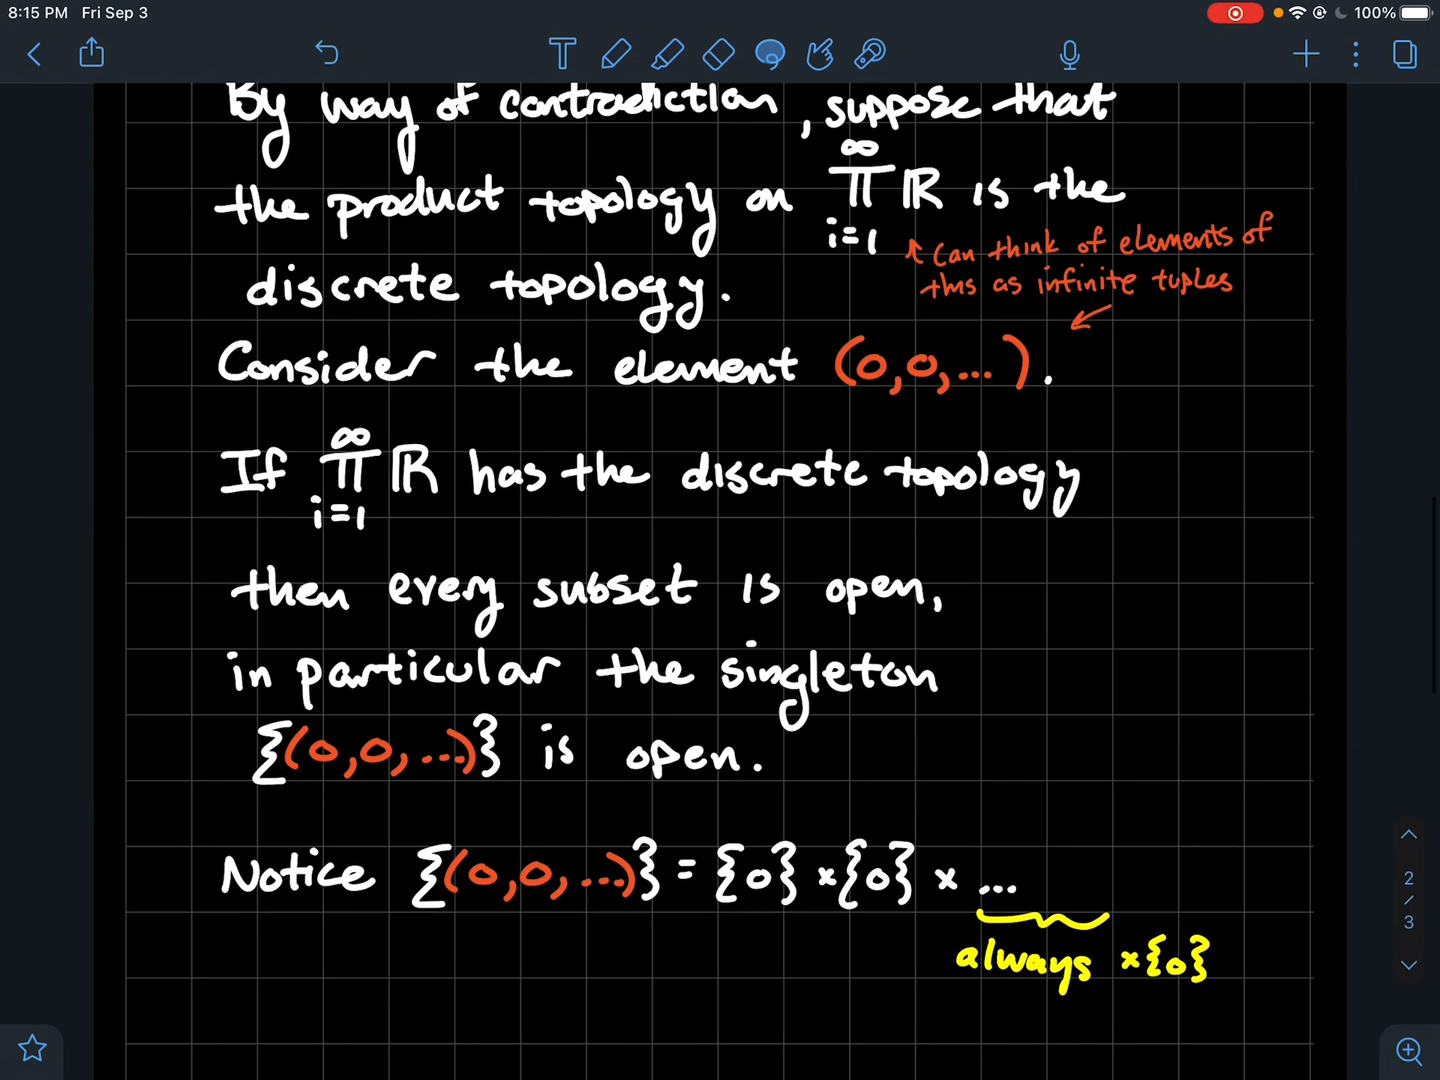 8:15 PM Fri Sep 3
100%
By way of contradiction, suppose that
the product topology on ∞ ∏ i=1 ℝ is the
↑ Can think of elements of
this as infinite tuples
discrete topology.
Consider the element (0,0,...).
If ∞ ∏ i=1 ℝ has the discrete topology
then every subset is open,
in particular the singleton
{(0,0,...)} is open.
Notice {(0,0,...)} = {0} × {0} × ...
always ×{0}
2
/
3